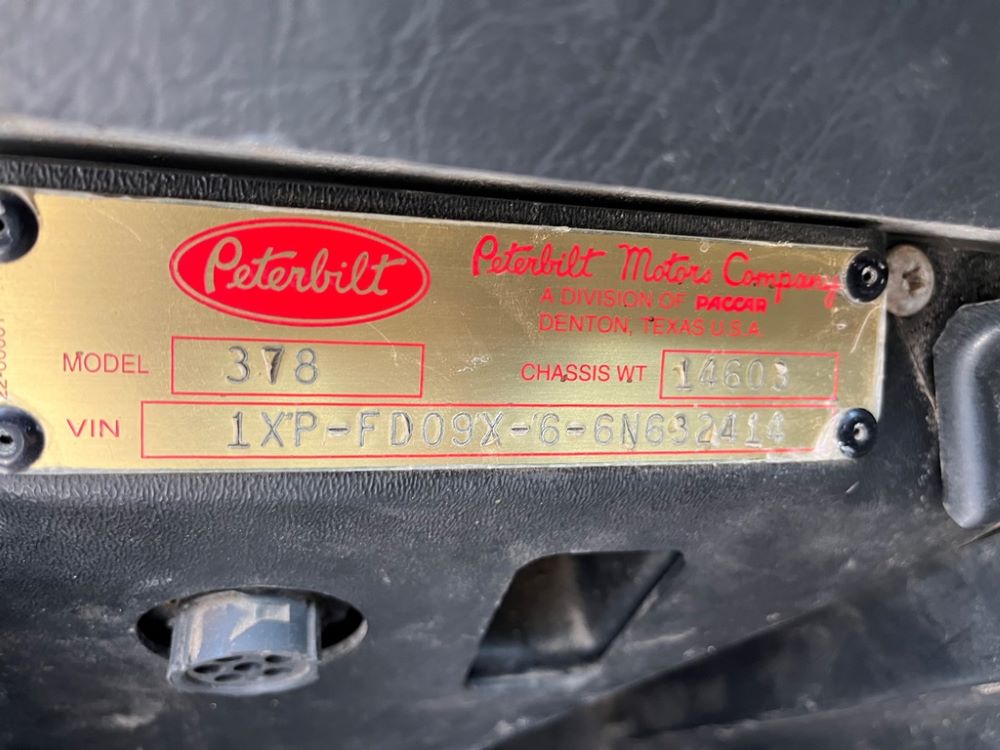 Peterbilt
Peterbilt Motors Company
A DIVISION OF PACCAR
DENTON, TEXAS U.S.A.
MODEL 378
CHASSIS WT 14603
VIN 1XP-FD09X-6-6N632414